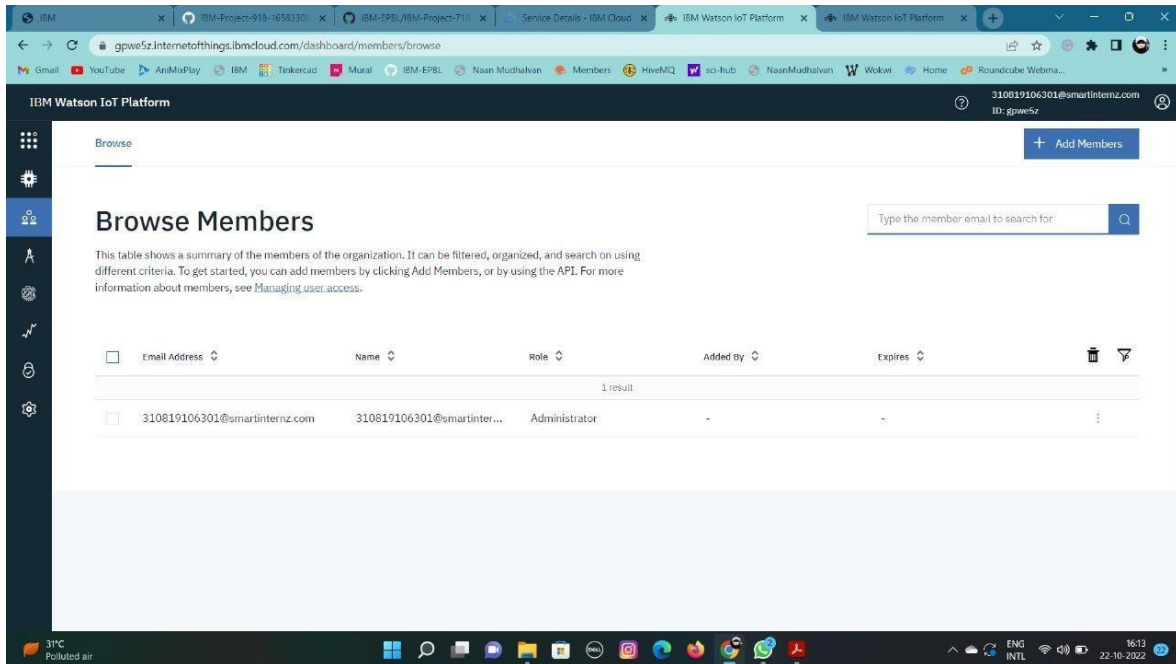 IBM
IBM-Project-918-16583308
IBM-EPBL/IBM-Project-718
Service Details - IBM Cloud
IBM Watson IoT Platform
IBM Watson IoT Platform
gpwe5z.internetofthings.ibmcloud.com/dashboard/members/browse
Gmail YouTube AniMixPlay IBM Tinkercad Mural IBM-EPBL Naan Mudhalvan Members HiveMQ sci-hub NaanMudhalvan Wokwi Home Roundcube Webma...
IBM Watson IoT Platform
310819106301@smartinternz.com
ID: gpwe5z
Browse
+ Add Members
Browse Members
Type the member email to search for
This table shows a summary of the members of the organization. It can be filtered, organized, and search on using
different criteria. To get started, you can add members by clicking Add Members, or by using the API. For more
information about members, see Managing user access.
Email Address Name Role Added By Expires
1 result
310819106301@smartinternz.com 310819106301@smartinter... Administrator - -
31°C
Polluted air
ENG
INTL
16:13
22-10-2022